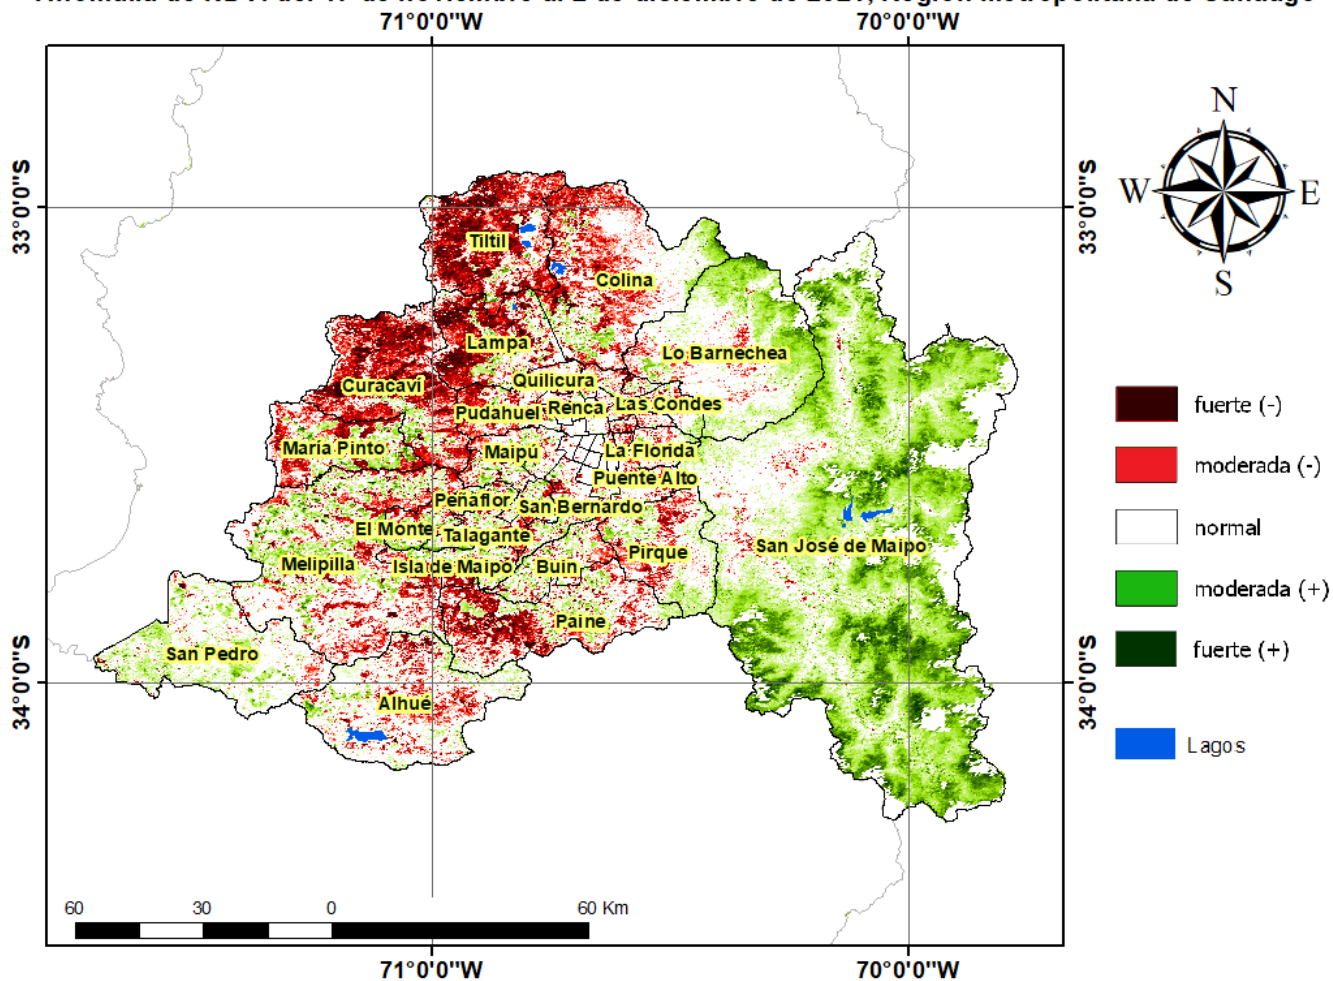 71°0'0"W 70°0'0"W
33°0'0"S 33°0'0"S
N
W E
S
Tiltil
Colina
Lampa
Lo Barnechea
Quilicura
Curacaví
Pudahuel Renca Las Condes
María Pinto Maipú La Florida
Puente Alto
Peñaflor San Bernardo
El Monte Talagante
San José de Maipo
Pirque
Melipilla Isla de Maipo Buin
Paine
San Pedro
Alhué
34°0'0"S 34°0'0"S
fuerte (-)
moderada (-)
normal
moderada (+)
fuerte (+)
Lagos
60 30 0 60 Km
71°0'0"W 70°0'0"W